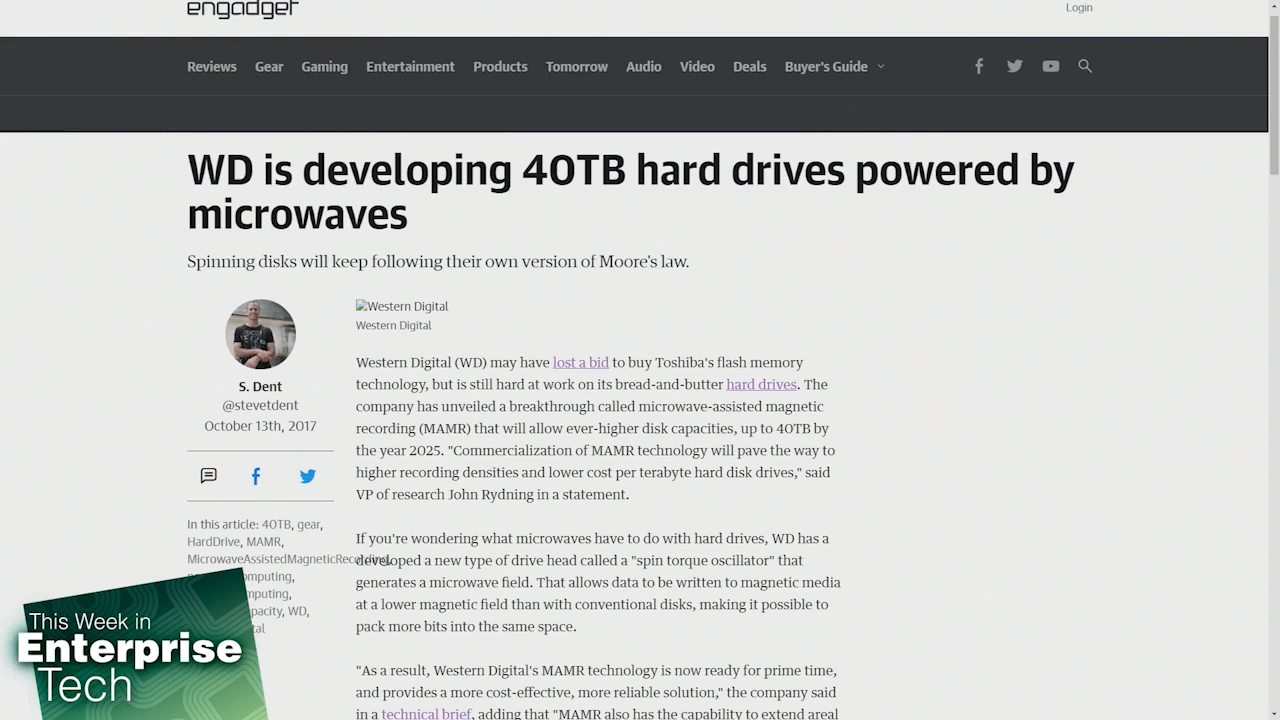 engadget
Login
Reviews Gear Gaming Entertainment Products Tomorrow Audio Video Deals Buyer's Guide
WD is developing 40TB hard drives powered by
microwaves
Spinning disks will keep following their own version of Moore's law.
S. Dent
@stevetdent
October 13th, 2017
In this article: 40TB, gear,
HardDrive, MAMR,
MicrowaveAssistedMagneticRecording,
omputing,
mputing,
pacity, WD,
tal
Western Digital
Western Digital
Western Digital (WD) may have lost a bid to buy Toshiba's flash memory
technology, but is still hard at work on its bread-and-butter hard drives. The
company has unveiled a breakthrough called microwave-assisted magnetic
recording (MAMR) that will allow ever-higher disk capacities, up to 40TB by
the year 2025. "Commercialization of MAMR technology will pave the way to
higher recording densities and lower cost per terabyte hard disk drives," said
VP of research John Rydning in a statement.
If you're wondering what microwaves have to do with hard drives, WD has a
developed a new type of drive head called a "spin torque oscillator" that
generates a microwave field. That allows data to be written to magnetic media
at a lower magnetic field than with conventional disks, making it possible to
pack more bits into the same space.
"As a result, Western Digital's MAMR technology is now ready for prime time,
and provides a more cost-effective, more reliable solution," the company said
in a technical brief, adding that "MAMR also has the capability to extend areal
This Week in
Enterprise
Tech